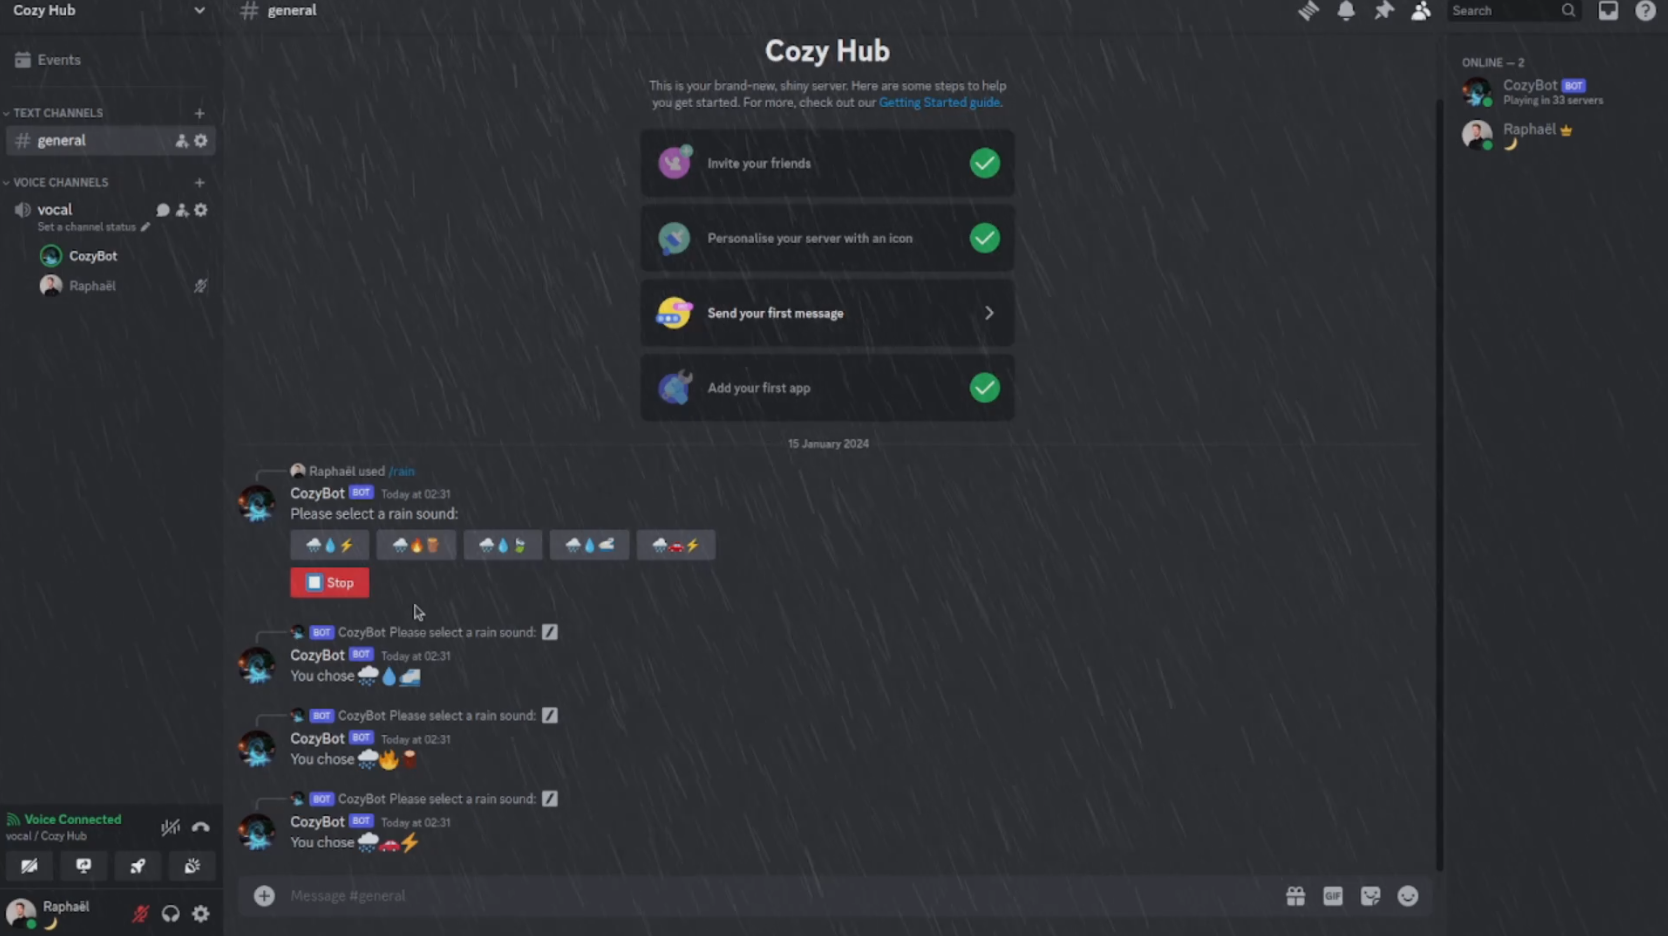 Cozy Hub
general
Search
Events
TEXT CHANNELS
general
VOICE CHANNELS
vocal
Set a channel status
CozyBot
Raphaël
Voice Connected
vocal / Cozy Hub
Raphaël
Cozy Hub
This is your brand-new, shiny server. Here are some steps to help
you get started. For more, check out our Getting Started guide.
Invite your friends
Personalise your server with an icon
Send your first message
Add your first app
15 January 2024
Raphaël used /rain
CozyBot BOT Today at 02:31
Please select a rain sound:
🌧️💧⚡ 🌧️🔥🪵 🌧️💧🍃 🌧️💧🚅 🌧️🚗⚡
Stop
BOT CozyBot Please select a rain sound:
CozyBot BOT Today at 02:31
You chose 🌧️💧🚅
BOT CozyBot Please select a rain sound:
CozyBot BOT Today at 02:31
You chose 🌧️🔥🪵
BOT CozyBot Please select a rain sound:
CozyBot BOT Today at 02:31
You chose 🌧️🚗⚡
Message #general
GIF
ONLINE — 2
CozyBot BOT
Playing in 33 servers
Raphaël